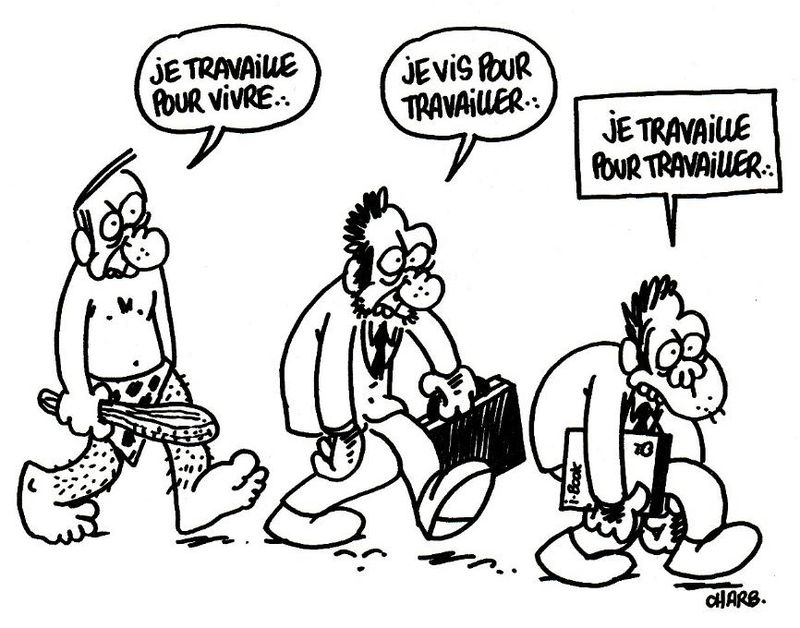 JE TRAVAILLE
POUR VIVRE...
JE VIS POUR
TRAVAILLER...
JE TRAVAILLE
POUR TRAVAILLER...
i-Book
CHARB.